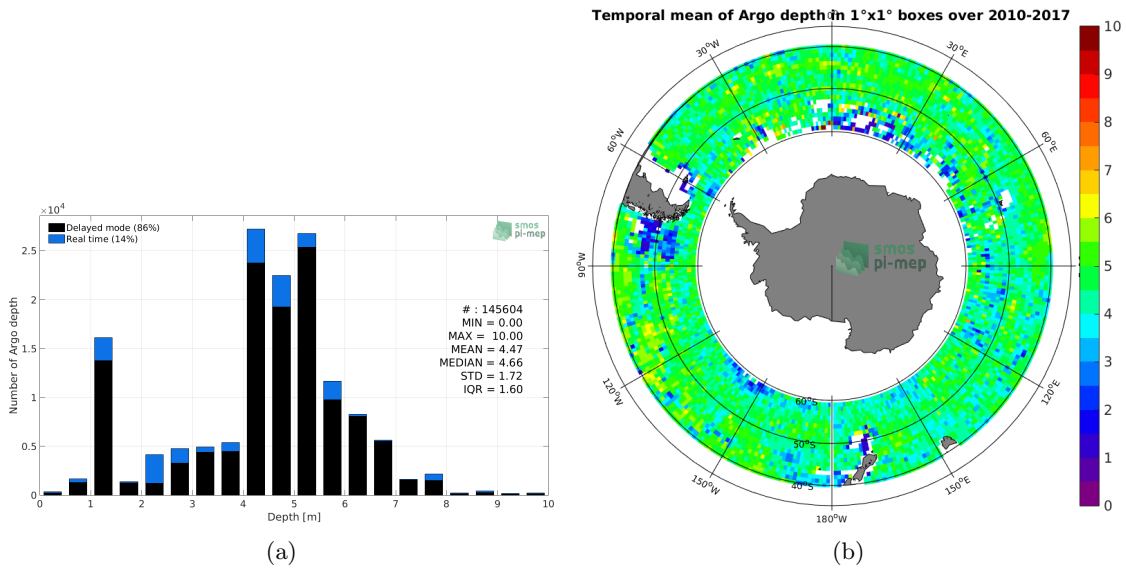 ×10⁴
Delayed mode (86%)
Real time (14%)
smos
pi-mep
# : 145604
MIN = 0.00
MAX = 10.00
MEAN = 4.47
MEDIAN = 4.66
STD = 1.72
IQR = 1.60
Number of Argo depth
2.5
2
1.5
1
0.5
0
0 1 2 3 4 5 6 7 8 9 10
Depth [m]
(a)
Temporal mean of Argo depth in 1°x1° boxes over 2010-2017
0°
30°W
30°E
60°W
60°E
90°W
120°W
120°E
150°W
150°E
180°W
60°S
50°S
40°S
smos
pi-mep
10
9
8
7
6
5
4
3
2
1
0
(b)